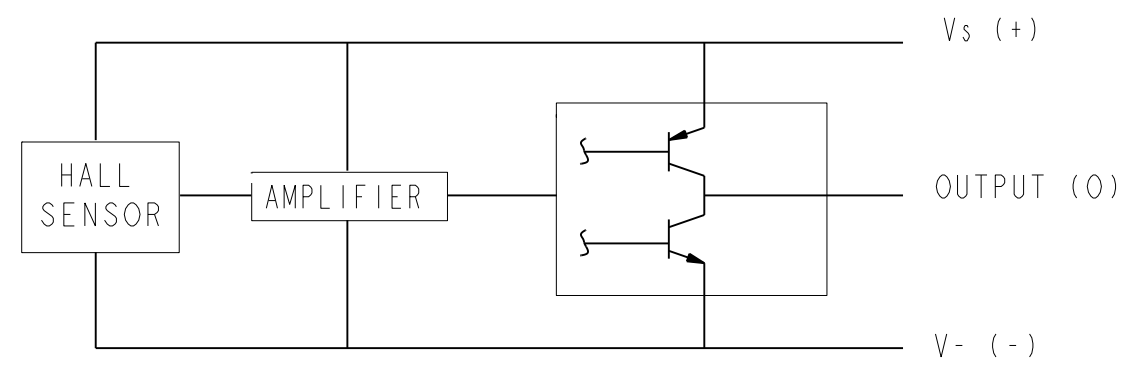 Vs (+)
HALL
SENSOR
AMPLIFIER
OUTPUT (O)
V- (-)